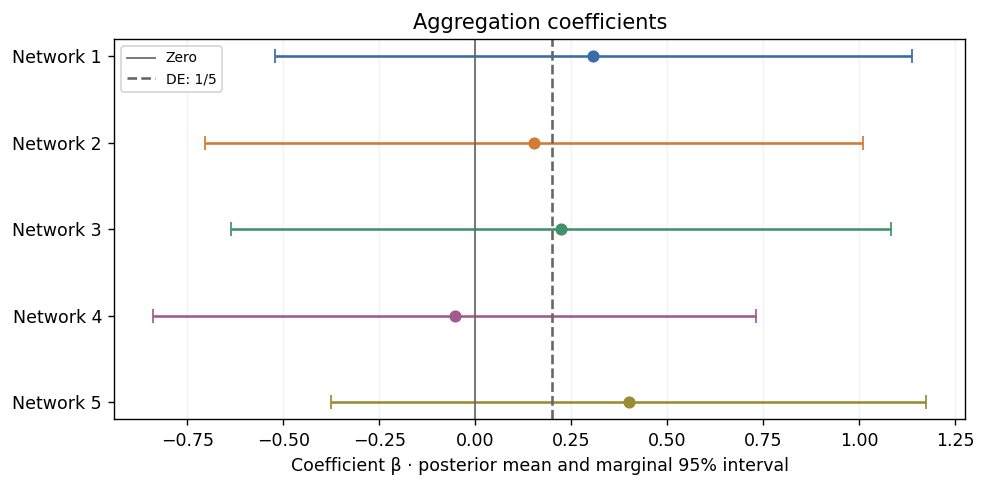 Aggregation coefficients
Zero
DE: 1/5
Network 1
Network 2
Network 3
Network 4
Network 5
−0.75
−0.50
−0.25
0.00
0.25
0.50
0.75
1.00
1.25
Coefficient β · posterior mean and marginal 95% interval